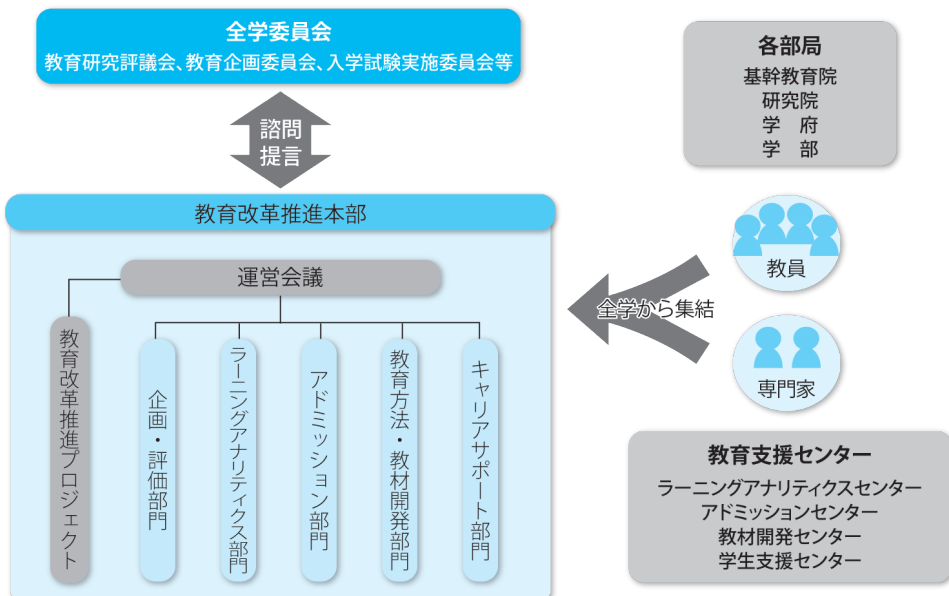 全学委員会
教育研究評議会、教育企画委員会、入学試験実施委員会等
諮問
提言
教育改革推進本部
運営会議
教育改革推進プロジェクト
企画・評価部門
ラーニングアナリティクス部門
アドミッション部門
教育方法・教材開発部門
キャリアサポート部門
全学から集結
各部局
基幹教育院
研究院
学　府
学　部
教員
専門家
教育支援センター
ラーニングアナリティクスセンター
アドミッションセンター
教材開発センター
学生支援センター